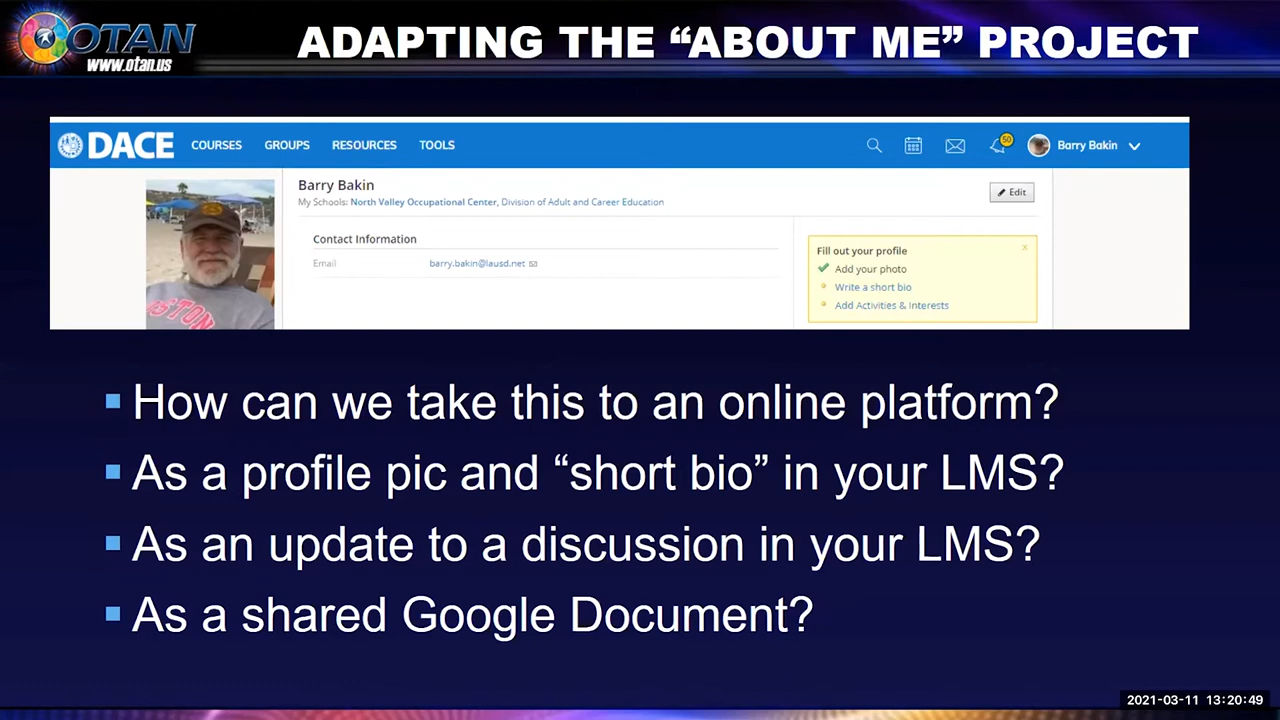 OTAN
www.otan.us
ADAPTING THE “ABOUT ME” PROJECT
DACE COURSES GROUPS RESOURCES TOOLS 50 Barry Bakin
Barry Bakin
Edit
My Schools: North Valley Occupational Center, Division of Adult and Career Education
Contact Information
Email barry.bakin@lausd.net
Fill out your profile x
Add your photo
Write a short bio
Add Activities & Interests
STON
How can we take this to an online platform?
As a profile pic and “short bio” in your LMS?
As an update to a discussion in your LMS?
As a shared Google Document?
2021-03-11 13:20:49